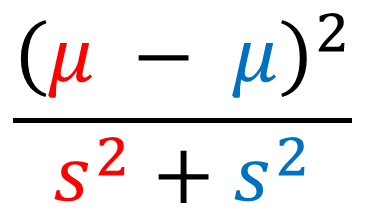 (μ − μ)²
s² + s²